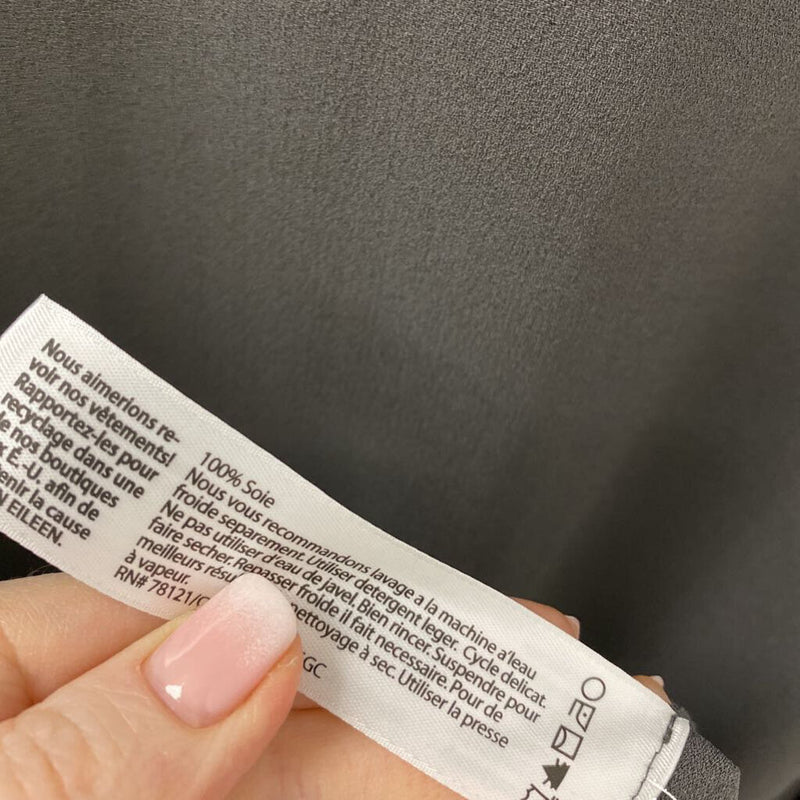 Nous aimerions re-
voir nos vêtements!
Rapportez-les pour
recyclage dans une
de nos boutiques
E.-U. afin de
la cause
EILEEN.
100% Soie
Nous vous recommandons lavage a la machine a'leau
froide separement. Utiliser detergent leger. Cycle delicat.
Ne pas utiliser d'eau de javel. Bien rincer. Suspendre pour
faire secher. Repasser froide il fait necessaire. Pour de
meilleurs nettoyage à sec. Utiliser la presse
à vapeur.
RN# 78121/
GC